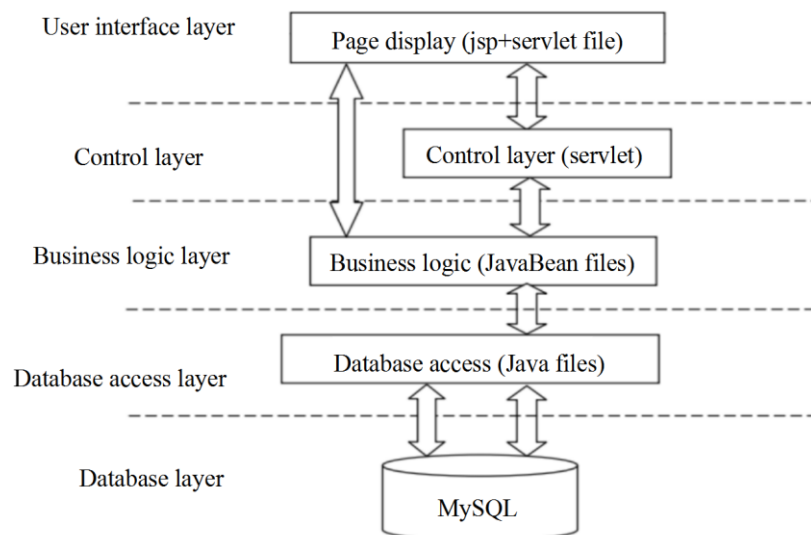 User interface layer
Page display (jsp+servlet file)
Control layer
Control layer (servlet)
Business logic layer
Business logic (JavaBean files)
Database access layer
Database access (Java files)
Database layer
MySQL